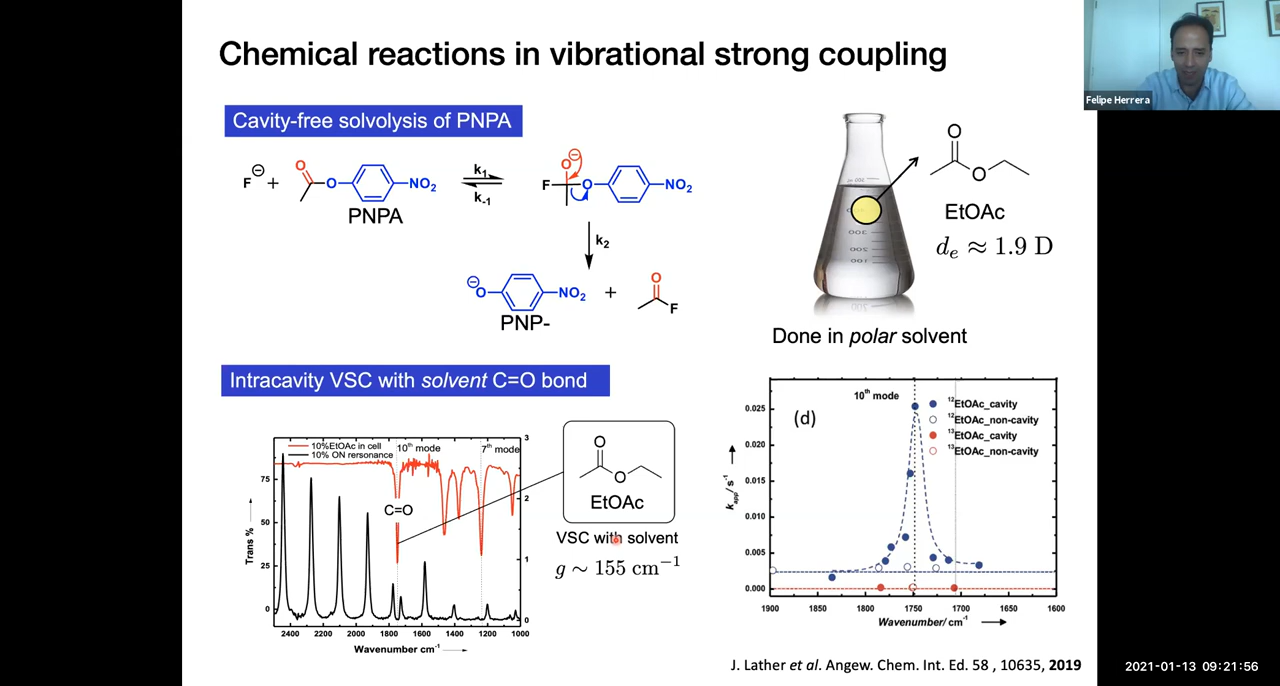 Chemical reactions in vibrational strong coupling
Felipe Herrera
Cavity-free solvolysis of PNPA
F⊖ +
O
O
NO₂
PNPA
k₁
k₋₁
O⊖
F
O
NO₂
k₂
⊖O
NO₂
+
O
F
PNP-
O
O
EtOAc
dₑ ≈ 1.9 D
Done in polar solvent
Intracavity VSC with solvent C=O bond
10%EtOAc in cell
10% ON rersonance
10th mode
7th mode
C=O
Trans %
75
50
25
0
3
2
1
0
2400 2200 2000 1800 1600 1400 1200 1000
Wavenumber cm⁻¹
O
O
EtOAc
VSC with solvent
g ∼ 155 cm⁻¹
(d)
10th mode
12EtOAc_cavity
12EtOAc_non-cavity
13EtOAc_cavity
13EtOAc_non-cavity
kapp/ s⁻¹
0.025
0.020
0.015
0.010
0.005
0.000
1900 1850 1800 1750 1700 1650 1600
Wavenumber/ cm⁻¹
J. Lather et al. Angew. Chem. Int. Ed. 58 , 10635, 2019
2021-01-13 09:21:56